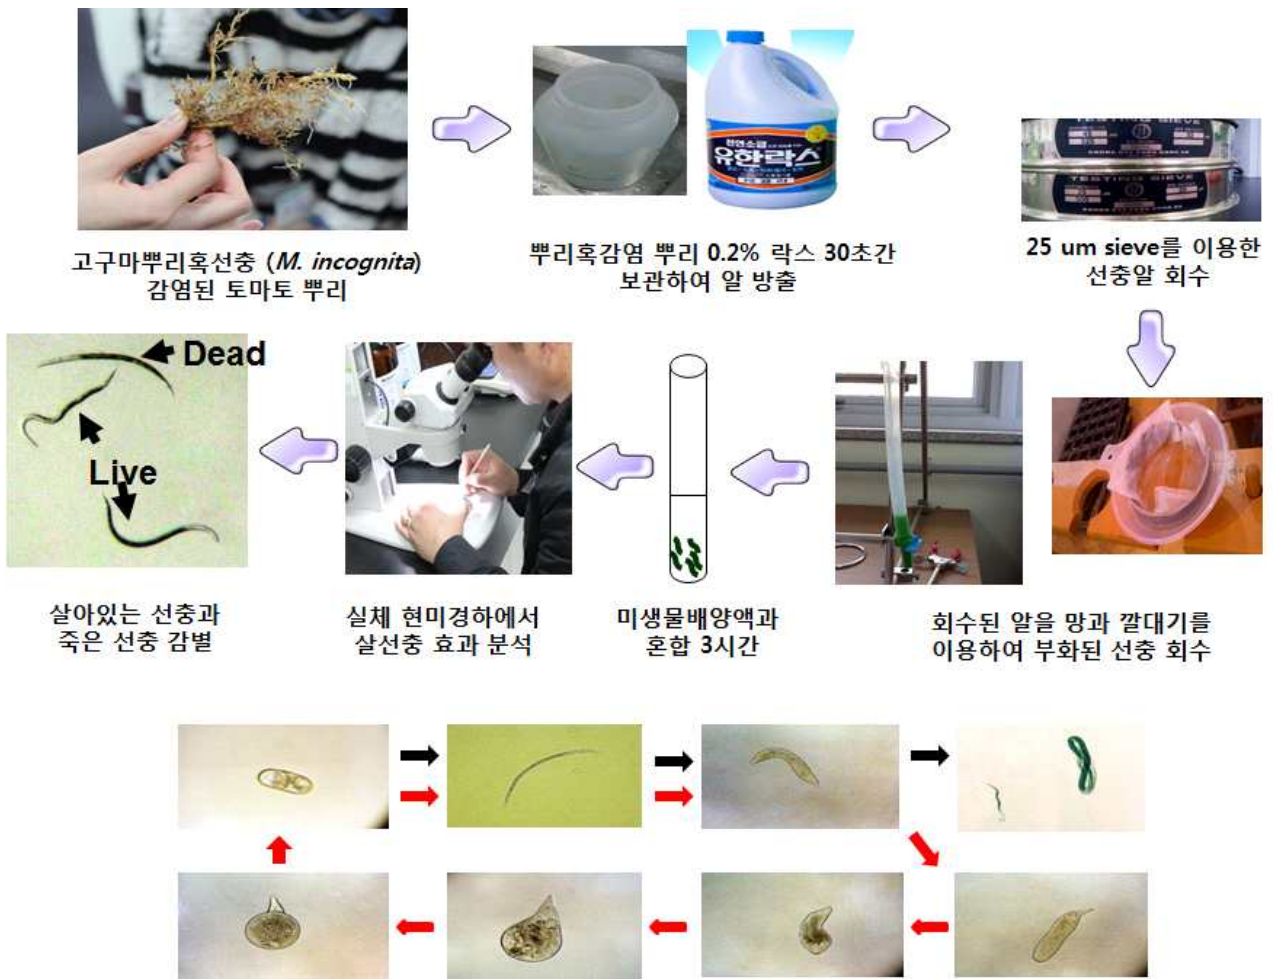 고구마뿌리혹선충 (M. incognita)
감염된 토마토 뿌리
유한락스
뿌리혹감염 뿌리 0.2% 락스 30초간
보관하여 알 방출
TESTING SIEVE
TESTING SIEVE
25 um sieve를 이용한
선충알 회수
회수된 알을 망과 깔대기를
이용하여 부화된 선충 회수
미생물배양액과
혼합 3시간
실체 현미경하에서
살선충 효과 분석
Dead
Live
살아있는 선충과
죽은 선충 감별